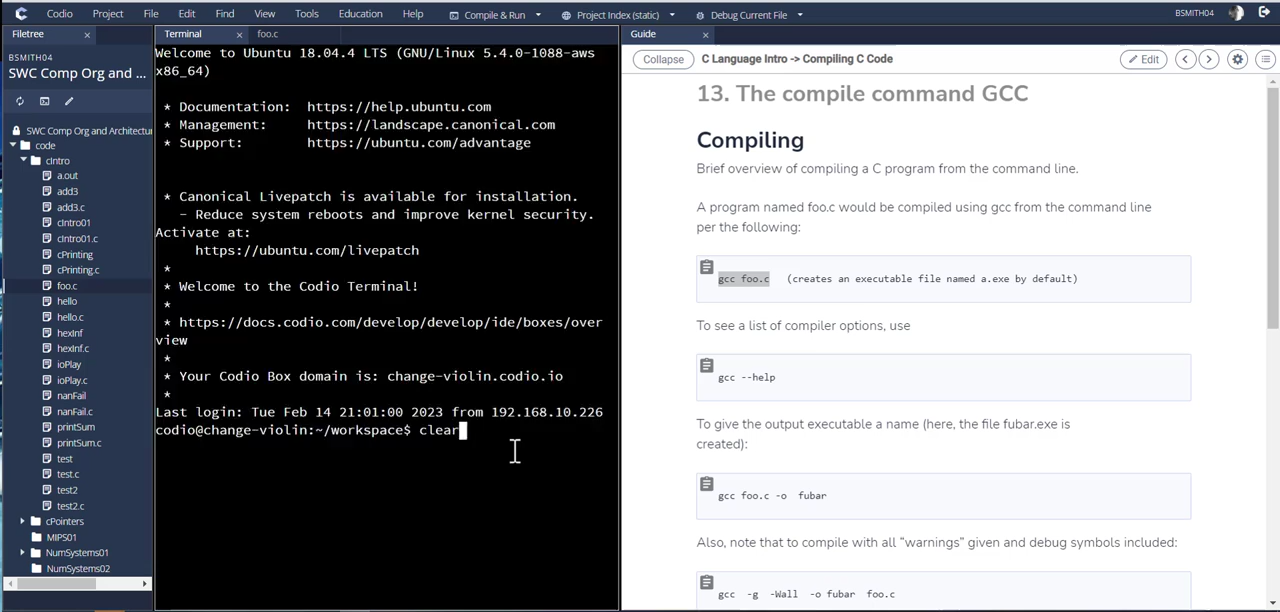 Codio Project File Edit Find View Tools Education Help Compile & Run Project Index (static) Debug Current File BSMITH04
Filetree
BSMITH04
SWC Comp Org and ...
SWC Comp Org and Architectur
code
cIntro
a.out
add3
add3.c
cIntro01
cIntro01.c
cPrinting
cPrinting.c
foo.c
hello
hello.c
hexInf
hexInf.c
ioPlay
ioPlay.c
nanFail
nanFail.c
printSum
printSum.c
test
test.c
test2
test2.c
cPointers
MIPS01
NumSystems01
NumSystems02
Terminal foo.c
Welcome to Ubuntu 18.04.4 LTS (GNU/Linux 5.4.0-1088-aws
x86_64)
* Documentation: https://help.ubuntu.com
* Management: https://landscape.canonical.com
* Support: https://ubuntu.com/advantage
* Canonical Livepatch is available for installation.
- Reduce system reboots and improve kernel security.
Activate at:
https://ubuntu.com/livepatch
*
* Welcome to the Codio Terminal!
*
* https://docs.codio.com/develop/develop/ide/boxes/over
view
*
* Your Codio Box domain is: change-violin.codio.io
*
Last login: Tue Feb 14 21:01:00 2023 from 192.168.10.226
codio@change-violin:~/workspace$ clear
Guide
Collapse C Language Intro -> Compiling C Code Edit
13. The compile command GCC
Compiling
Brief overview of compiling a C program from the command line.
A program named foo.c would be compiled using gcc from the command line
per the following:
gcc foo.c (creates an executable file named a.exe by default)
To see a list of compiler options, use
gcc --help
To give the output executable a name (here, the file fubar.exe is
created):
gcc foo.c -o fubar
Also, note that to compile with all “warnings” given and debug symbols included:
gcc -g -Wall -o fubar foo.c